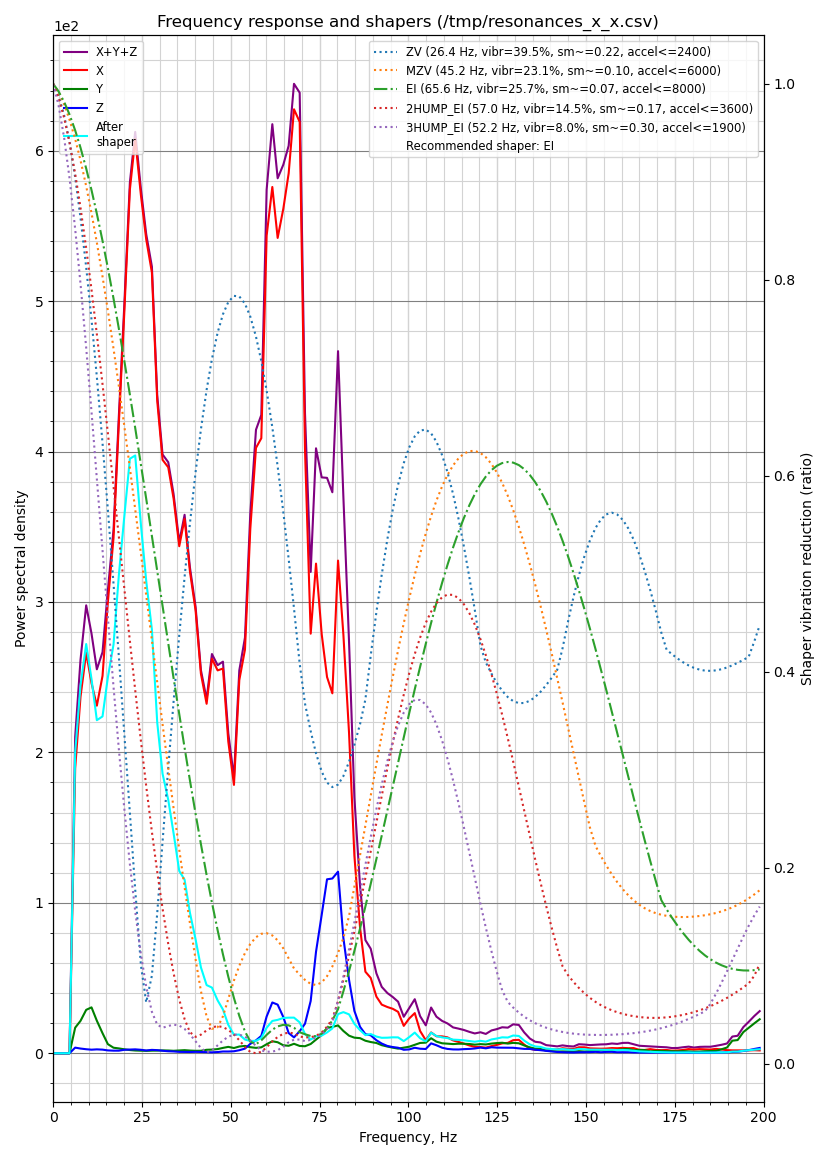 Frequency response and shapers (/tmp/resonances_x_x.csv)
1e2
X+Y+Z
X
Y
Z
After
shaper
ZV (26.4 Hz, vibr=39.5%, sm~=0.22, accel<=2400)
MZV (45.2 Hz, vibr=23.1%, sm~=0.10, accel<=6000)
EI (65.6 Hz, vibr=25.7%, sm~=0.07, accel<=8000)
2HUMP_EI (57.0 Hz, vibr=14.5%, sm~=0.17, accel<=3600)
3HUMP_EI (52.2 Hz, vibr=8.0%, sm~=0.30, accel<=1900)
Recommended shaper: EI
6
5
4
3
2
1
0
Power spectral density
1.0
0.8
0.6
0.4
0.2
0.0
Shaper vibration reduction (ratio)
0 25 50 75 100 125 150 175 200
Frequency, Hz